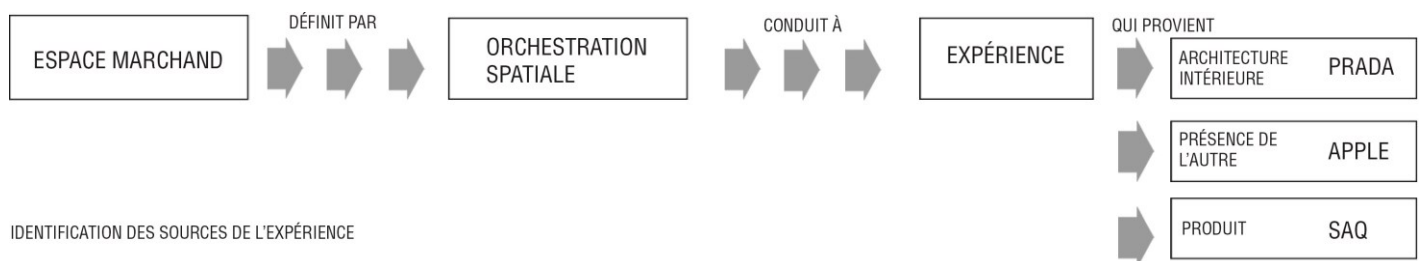 DÉFINIT PAR
CONDUIT À
QUI PROVIENT
ESPACE MARCHAND
ORCHESTRATION
SPATIALE
EXPÉRIENCE
ARCHITECTURE
INTÉRIEURE
PRADA
PRÉSENCE DE
L'AUTRE
APPLE
PRODUIT
SAQ
IDENTIFICATION DES SOURCES DE L'EXPÉRIENCE